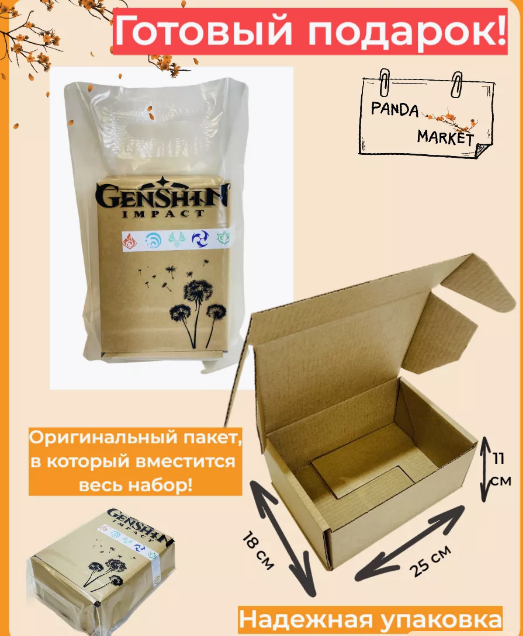 Готовый подарок!
PANDA
MARKET
GENSHIN
IMPACT
Оригинальный пакет,
в который вместится
весь набор!
11
см
18 см
25 см
GENSHIN
IMPACT
Надежная упаковка